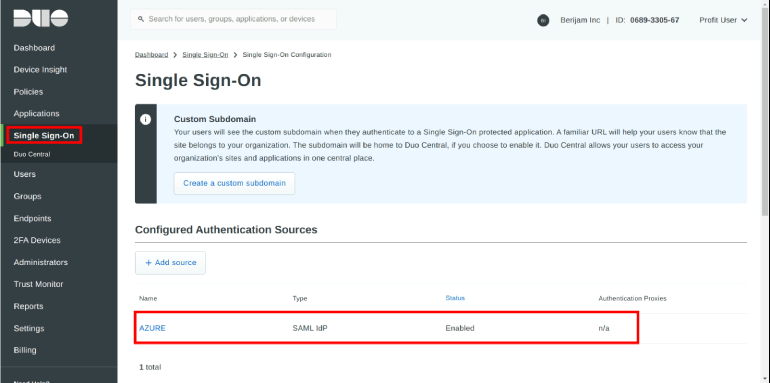 DUO
Search for users, groups, applications, or devices
Berijam Inc | ID: 0689-3305-67 Profit User
Dashboard
Device Insight
Policies
Applications
Single Sign-On
Duo Central
Users
Groups
Endpoints
2FA Devices
Administrators
Trust Monitor
Reports
Settings
Billing
Need Help?
Dashboard > Single Sign-On > Single Sign-On Configuration
Single Sign-On
Custom Subdomain
Your users will see the custom subdomain when they authenticate to a Single Sign-On protected application. A familiar URL will help your users know that the
site belongs to your organization. The subdomain will be home to Duo Central, if you choose to enable it. Duo Central allows your users to access your
organization's sites and applications in one central place.
Create a custom subdomain
Configured Authentication Sources
+ Add source
Name Type Status Authentication Proxies
AZURE SAML IdP Enabled n/a
1 total